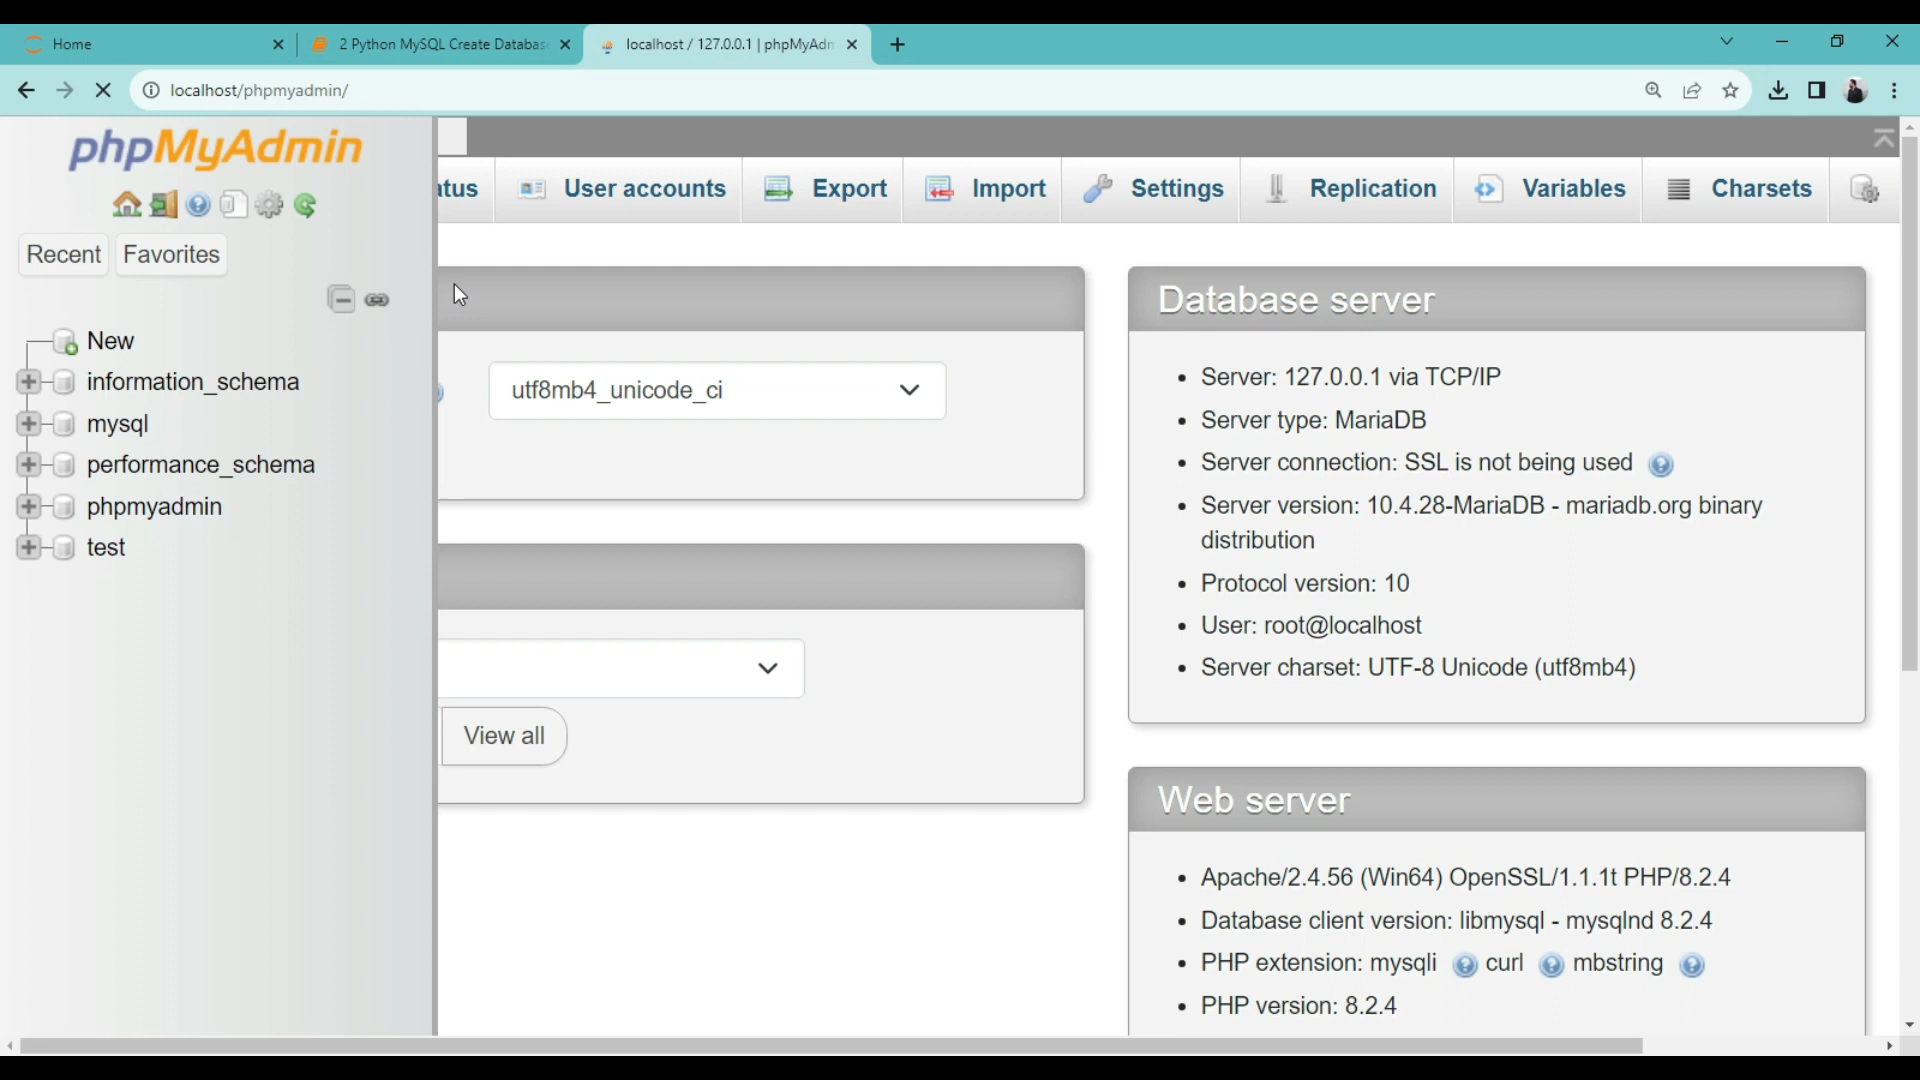 Home
2 Python MySQL Create Databas
localhost / 127.0.0.1 | phpMyAdm
localhost/phpmyadmin/
phpMyAdmin
atus User accounts Export Import Settings Replication Variables Charsets
Recent Favorites
New
information_schema
mysql
performance_schema
phpmyadmin
test
utf8mb4_unicode_ci
View all
Database server
• Server: 127.0.0.1 via TCP/IP
• Server type: MariaDB
• Server connection: SSL is not being used
• Server version: 10.4.28-MariaDB - mariadb.org binary
distribution
• Protocol version: 10
• User: root@localhost
• Server charset: UTF-8 Unicode (utf8mb4)
Web server
• Apache/2.4.56 (Win64) OpenSSL/1.1.1t PHP/8.2.4
• Database client version: libmysql - mysqlnd 8.2.4
• PHP extension: mysqli curl mbstring
• PHP version: 8.2.4